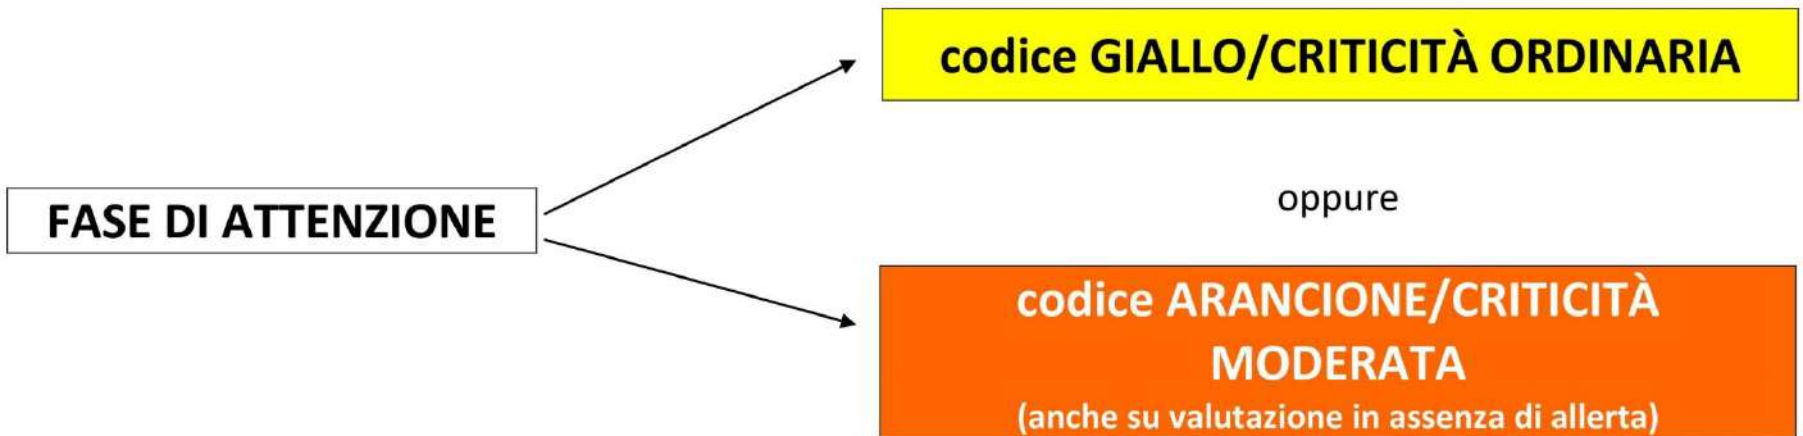 codice GIALLO/CRITICITÀ ORDINARIA
FASE DI ATTENZIONE
oppure
codice ARANCIONE/CRITICITÀ
MODERATA
(anche su valutazione in assenza di allerta)